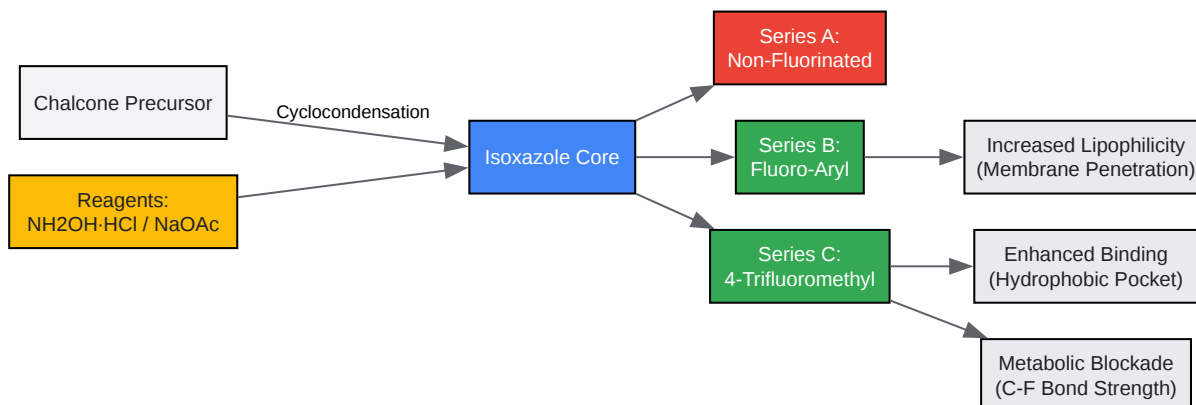 Chalcone Precursor
Reagents:
NH2OH·HCl / NaOAc
Cyclocondensation
Isoxazole Core
Series A:
Non-Fluorinated
Series B:
Fluoro-Aryl
Series C:
4-Trifluoromethyl
Increased Lipophilicity
(Membrane Penetration)
Enhanced Binding
(Hydrophobic Pocket)
Metabolic Blockade
(C-F Bond Strength)